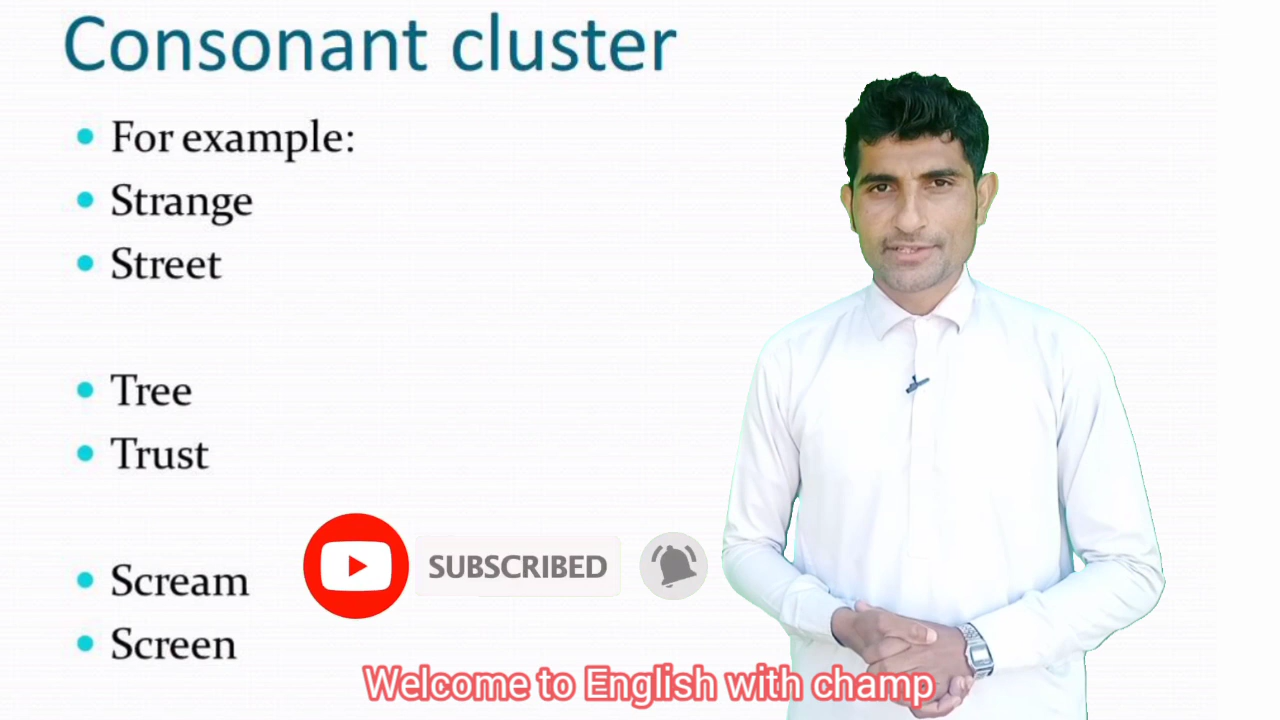 Consonant cluster
For example:
Strange
Street
Tree
Trust
Scream
Screen
SUBSCRIBED
Welcome to English with champ